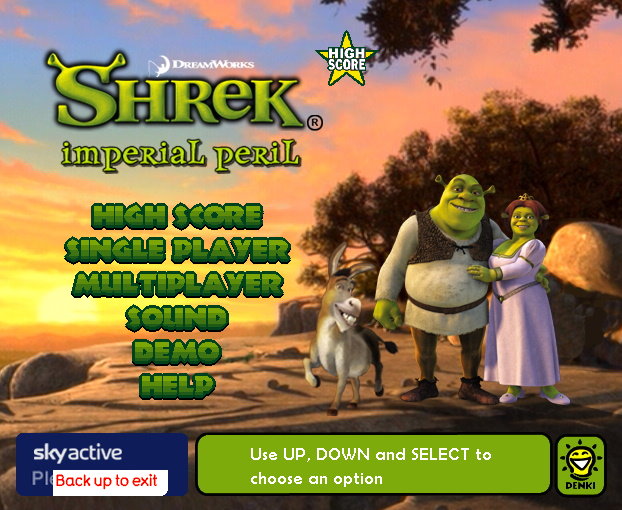 DREAMWORKS
HIGH
SCORE
SHREK®
imperial peril
HIGH SCORE
SINGLE PLAYER
MULTIPLAYER
SOUND
DEMO
HELP
skyactive
Back up to exit
Use UP, DOWN and SELECT to
choose an option
DENKI